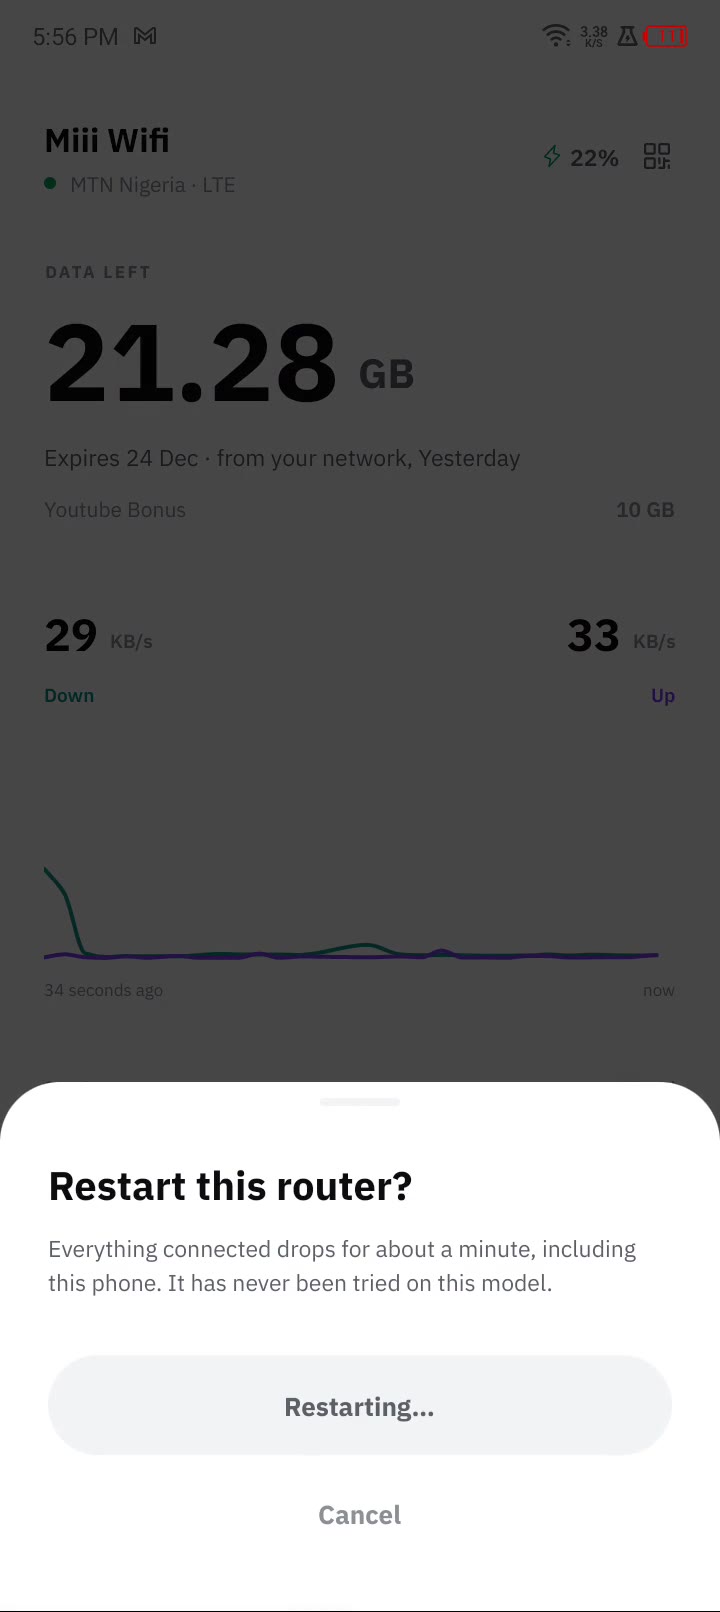 5:56 PM
3.38
K/S
11
Miii Wifi
22%
MTN Nigeria · LTE
DATA LEFT
21.28 GB
Expires 24 Dec · from your network, Yesterday
Youtube Bonus 10 GB
29 KB/s 33 KB/s
Down Up
34 seconds ago now
Restart this router?
Everything connected drops for about a minute, including
this phone. It has never been tried on this model.
Restarting...
Cancel